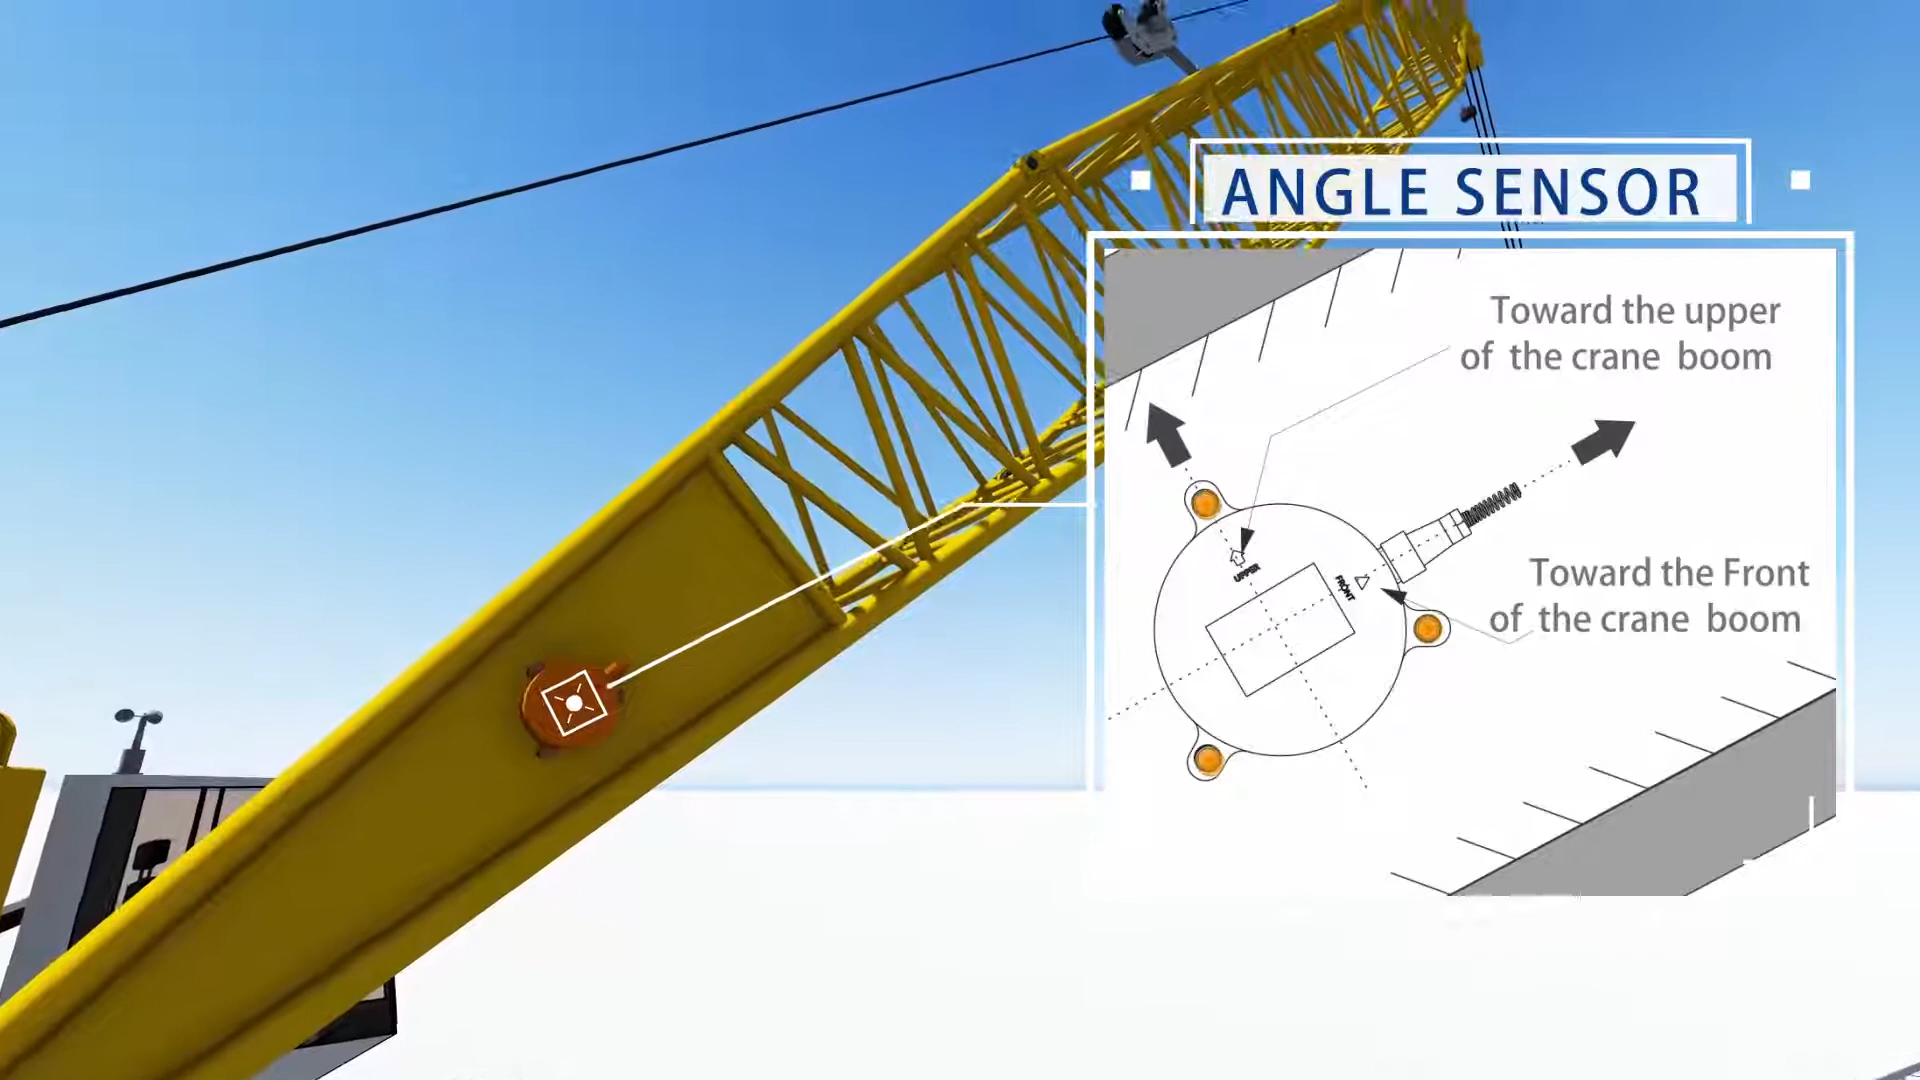 ANGLE SENSOR
Toward the upper
of the crane boom
UPPER
FRONT
Toward the Front
of the crane boom